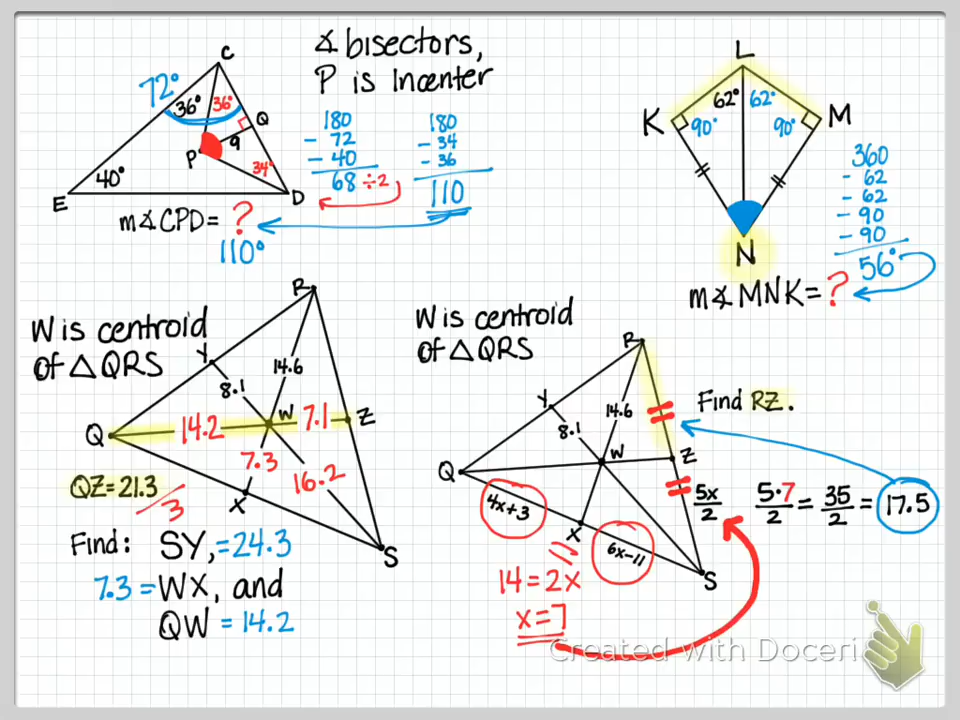 ∡ bisectors,
P is Incenter
C
72°
36° 36°
Q
9
P
34°
40°
E
D
m∡CPD= ?
110°
180
- 72
- 40
68 ÷2
180
- 34
- 36
110
L
62° 62°
K
M
90° 90°
N
360
- 62
- 62
- 90
- 90
56°
m∡MNK= ?
W is centroid
of △QRS
R
Y
14.6
8.1
W
Q
14.2
7.1
Z
7.3
16.2
X
S
QZ=21.3
/3
Find: SY, =24.3
7.3 = WX, and
QW = 14.2
W is centroid
of △QRS
R
Y
14.6
8.1
W
Q
Z
4x+3
X
6x-11
S
5x
2
Find RZ.
5·7/2 = 35/2 = 17.5
14=2x
x=7
Created with Doceri